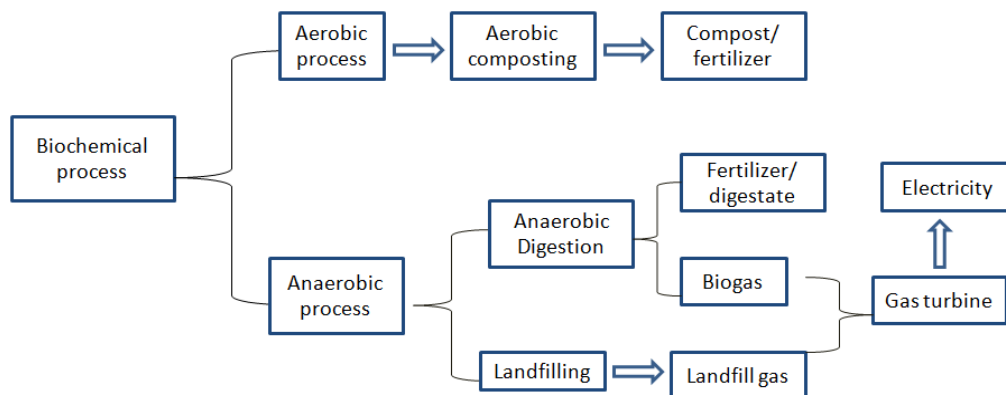 Aerobic
process
Aerobic
composting
Compost/
fertilizer
Biochemical
process
Fertilizer/
digestate
Electricity
Anaerobic
Digestion
Anaerobic
process
Biogas
Gas turbine
Landfilling
Landfill gas